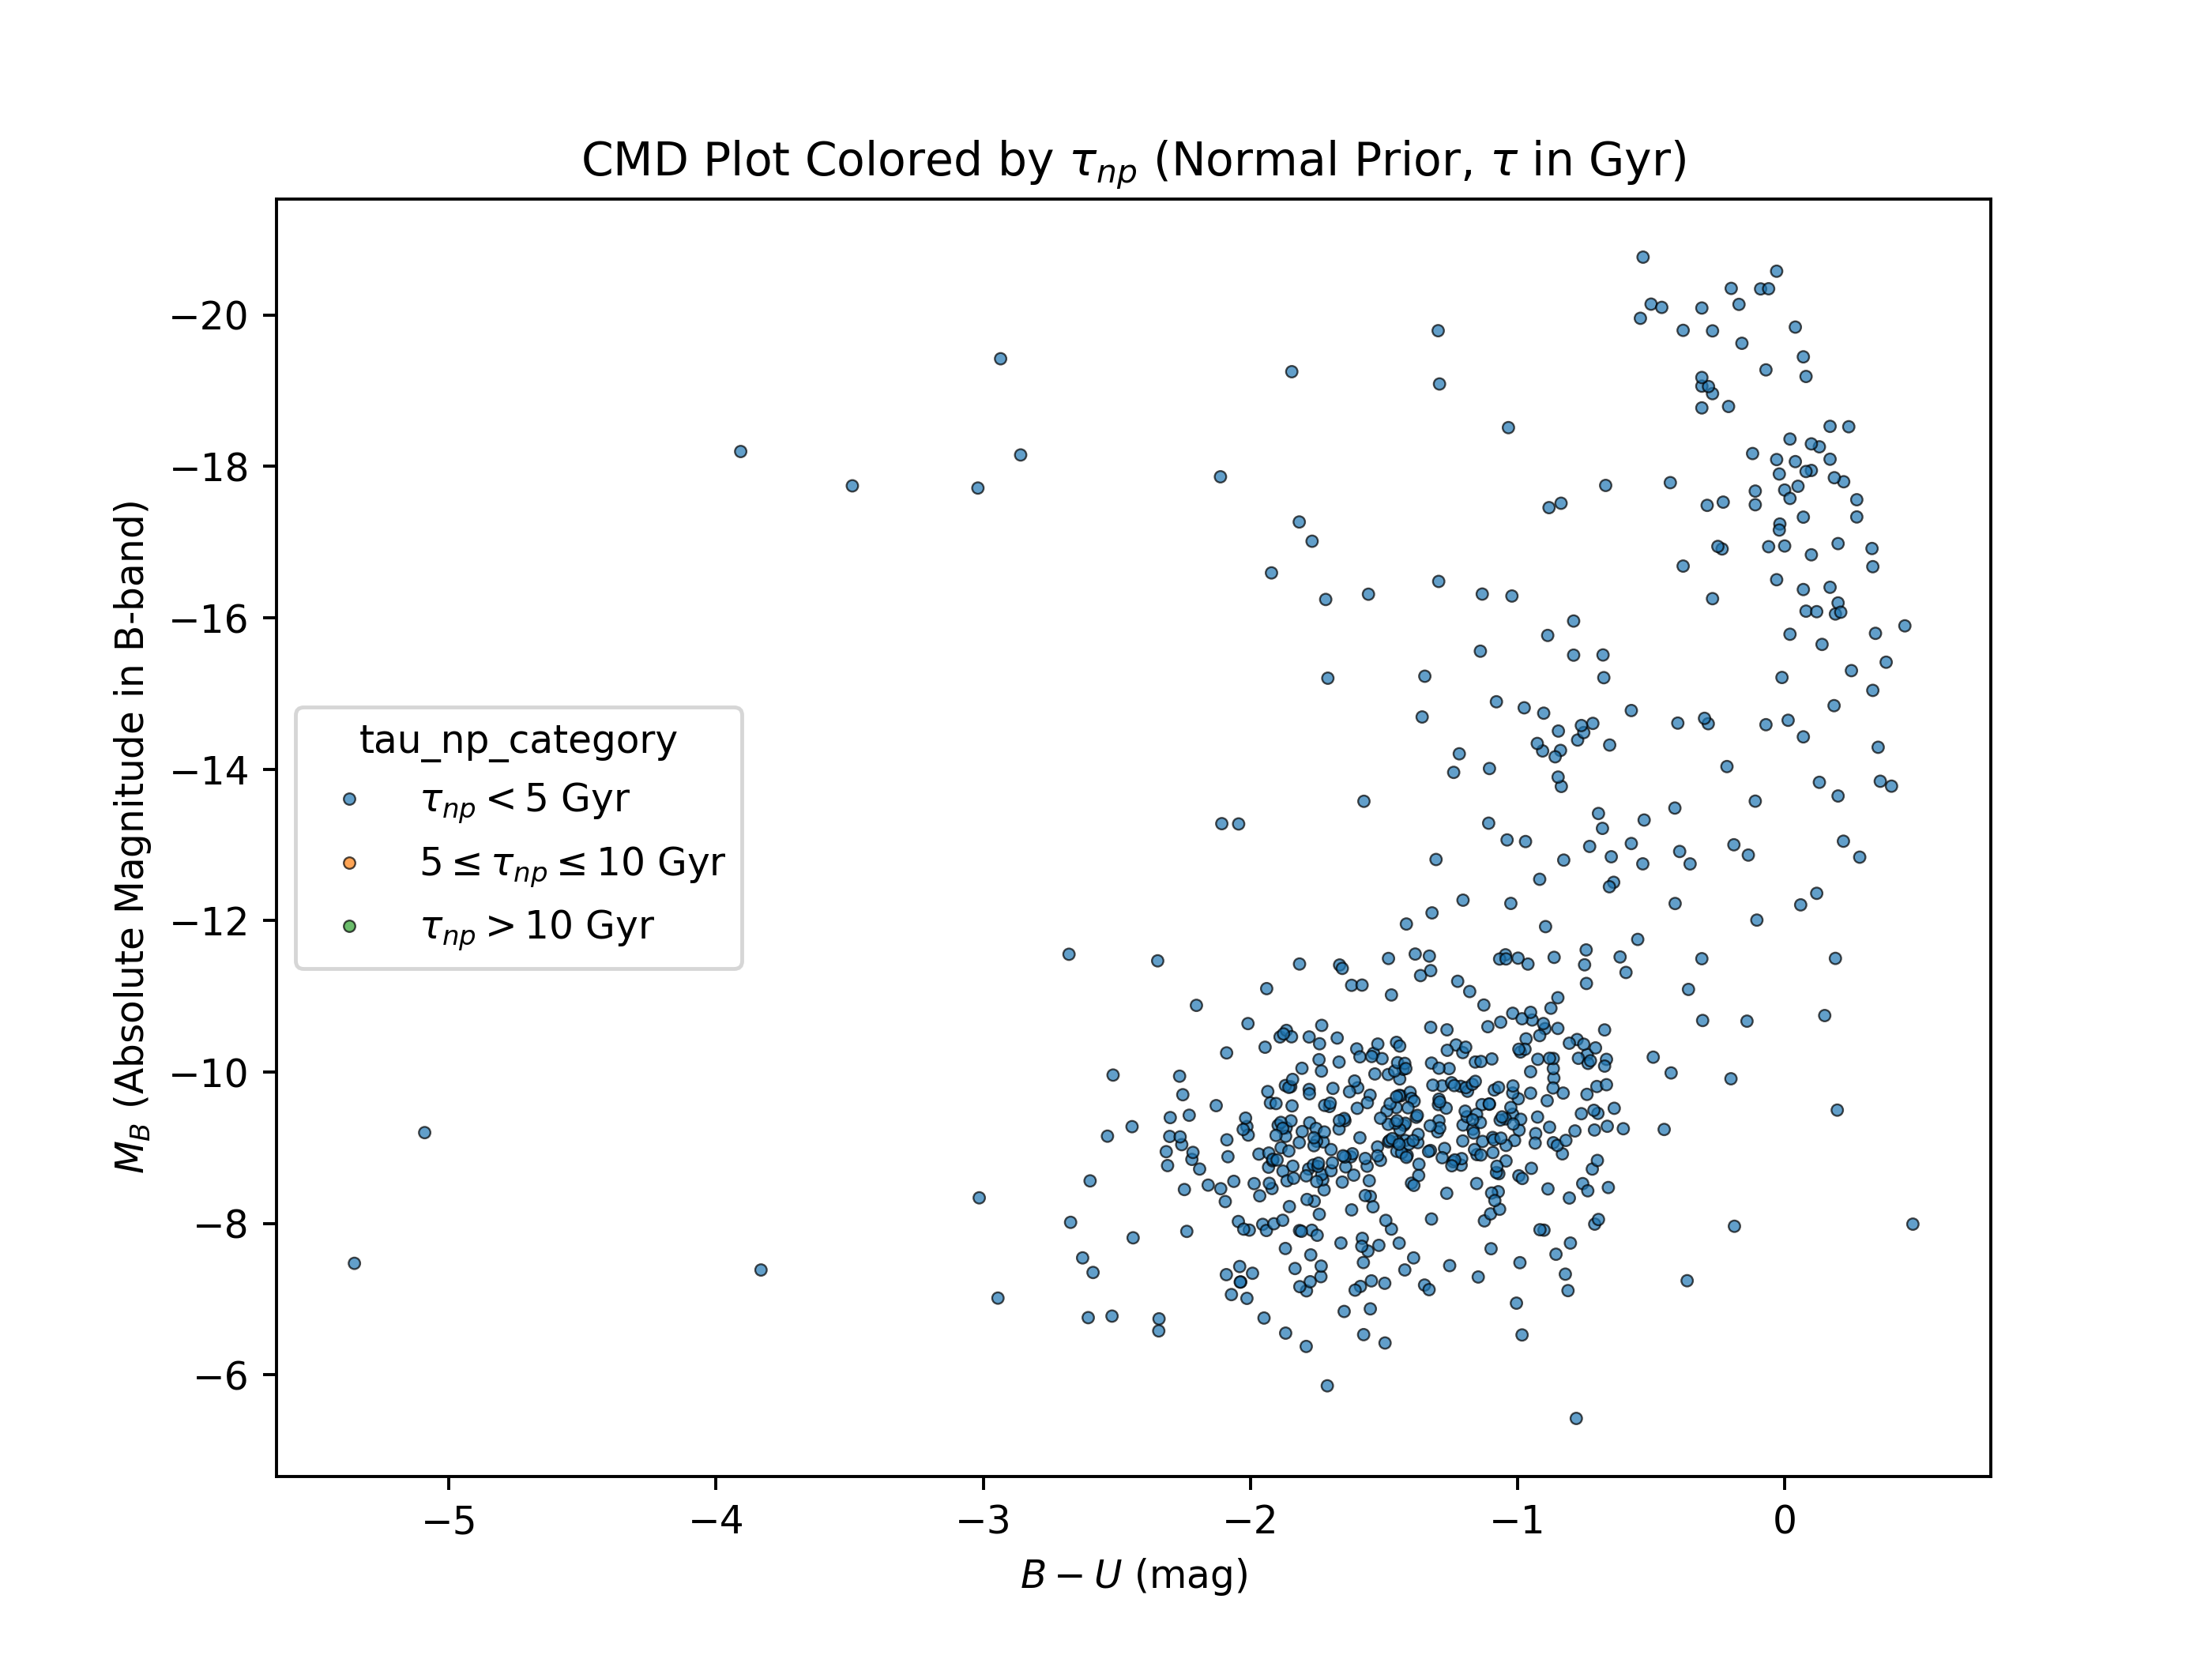 CMD Plot Colored by τnp (Normal Prior, τ in Gyr)
M_B (Absolute Magnitude in B-band)
−20
−18
−16
−14
−12
−10
−8
−6
tau_np_category
τnp < 5 Gyr
5 ≤ τnp ≤ 10 Gyr
τnp > 10 Gyr
−5 −4 −3 −2 −1 0
B − U (mag)